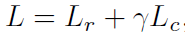 L = L_r + γL_c,